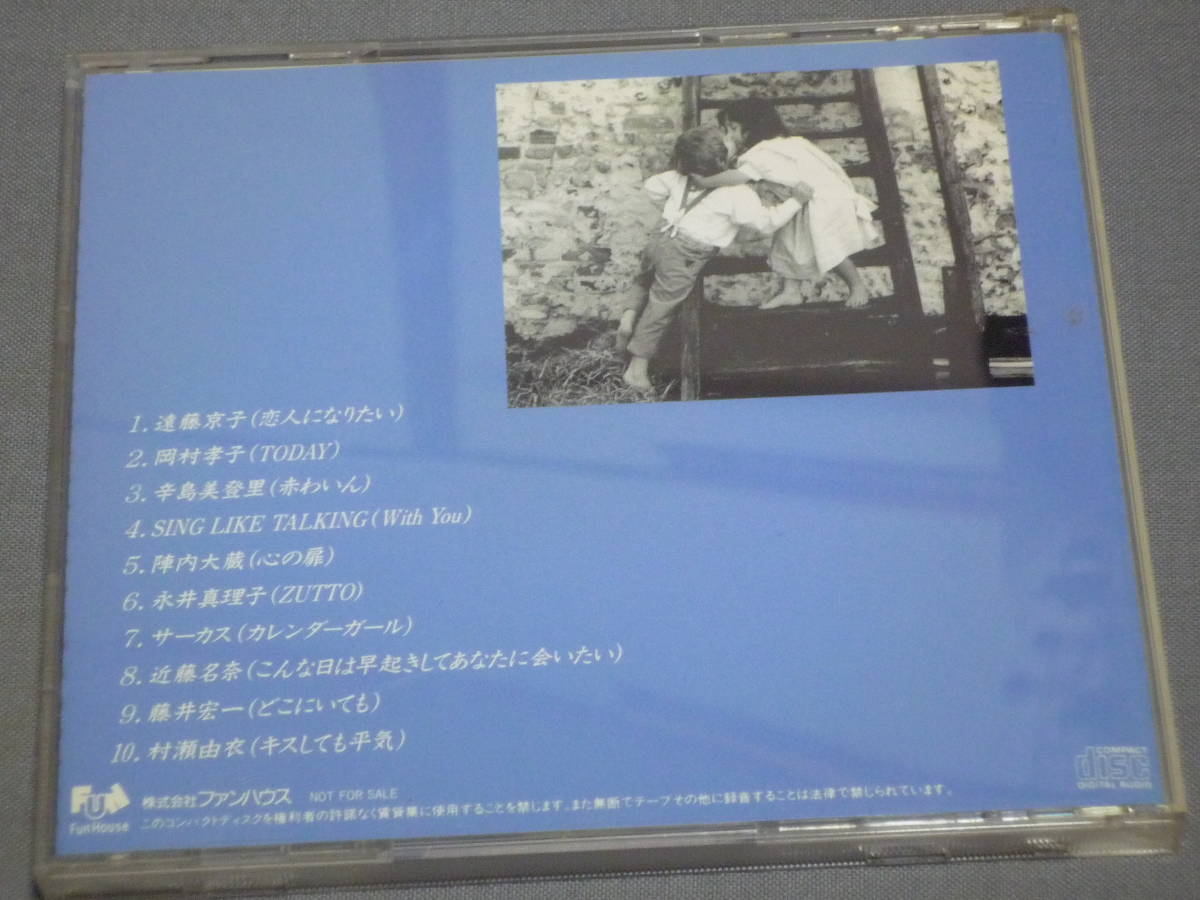 1. 遠藤京子(恋人になりたい)
2. 岡村孝子(TODAY)
3. 辛島美登里(赤わいん)
4. SING LIKE TALKING(With You)
5. 陣内大蔵(心の扉)
6. 永井真理子(ZUTTO)
7. サーカス(カレンダーガール)
8. 近藤名奈(こんな日は早起きしてあなたに会いたい)
9. 藤井宏一(どこにいても)
10. 村瀬由衣(キスしても平気)
FUN
Fun House
株式会社ファンハウス NOT FOR SALE
このコンパクトディスクを権利者の許諾なく賃貸業に使用することを禁じます。また無断でテープその他に録音することは法律で禁じられています。
COMPACT
disc
DIGITAL AUDIO